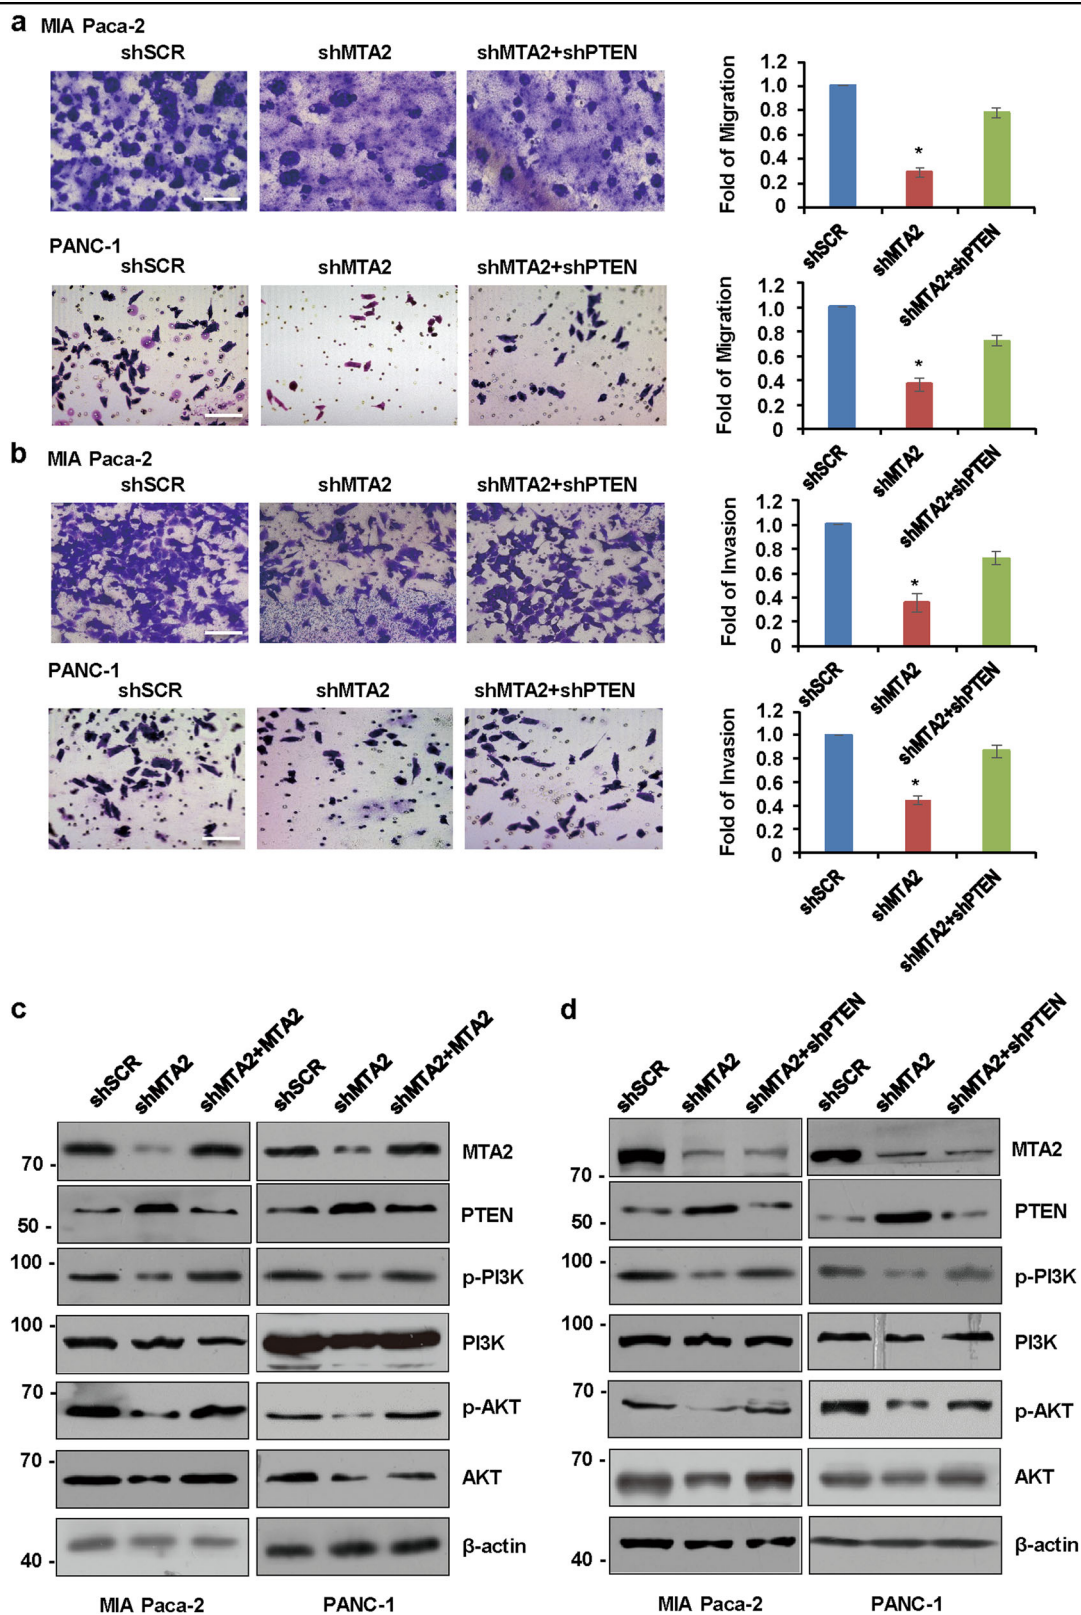 a MIA Paca-2
shSCR shMTA2 shMTA2+shPTEN
Fold of Migration
1.2
1.0
0.8
0.6
0.4
0.2
0
*
shSCR shMTA2 shMTA2+shPTEN
PANC-1
shSCR shMTA2 shMTA2+shPTEN
Fold of Migration
1.2
1.0
0.8
0.6
0.4
0.2
0
*
shSCR shMTA2 shMTA2+shPTEN
b MIA Paca-2
shSCR shMTA2 shMTA2+shPTEN
Fold of Invasion
1.2
1.0
0.8
0.6
0.4
0.2
0
*
shSCR shMTA2 shMTA2+shPTEN
PANC-1
shSCR shMTA2 shMTA2+shPTEN
Fold of Invasion
1.2
1.0
0.8
0.6
0.4
0.2
0
*
shSCR shMTA2 shMTA2+shPTEN
c
shSCR shMTA2 shMTA2+MTA2 shSCR shMTA2 shMTA2+MTA2
70 - MTA2
50 - PTEN
100 - p-PI3K
100 - PI3K
70 - p-AKT
70 - AKT
40 - β-actin
MIA Paca-2 PANC-1
d
shSCR shMTA2 shMTA2+shPTEN shSCR shMTA2 shMTA2+shPTEN
70 - MTA2
50 - PTEN
100 - p-PI3K
100 - PI3K
70 - p-AKT
70 - AKT
40 - β-actin
MIA Paca-2 PANC-1